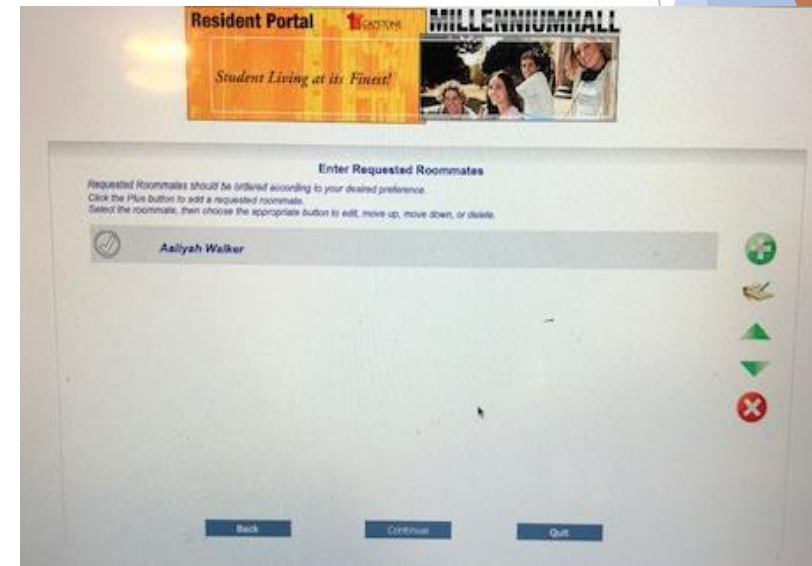 Resident Portal
CAPSTONE
MILLENNIUMHALL
Student Living at its Finest!
Enter Requested Roommates
Requested Roommates should be ordered according to your desired preference.
Click the Plus button to add a requested roommate.
Select the roommate, then choose the appropriate button to edit, move up, move down, or delete.
Aaliyah Walker
Back
Continue
Quit